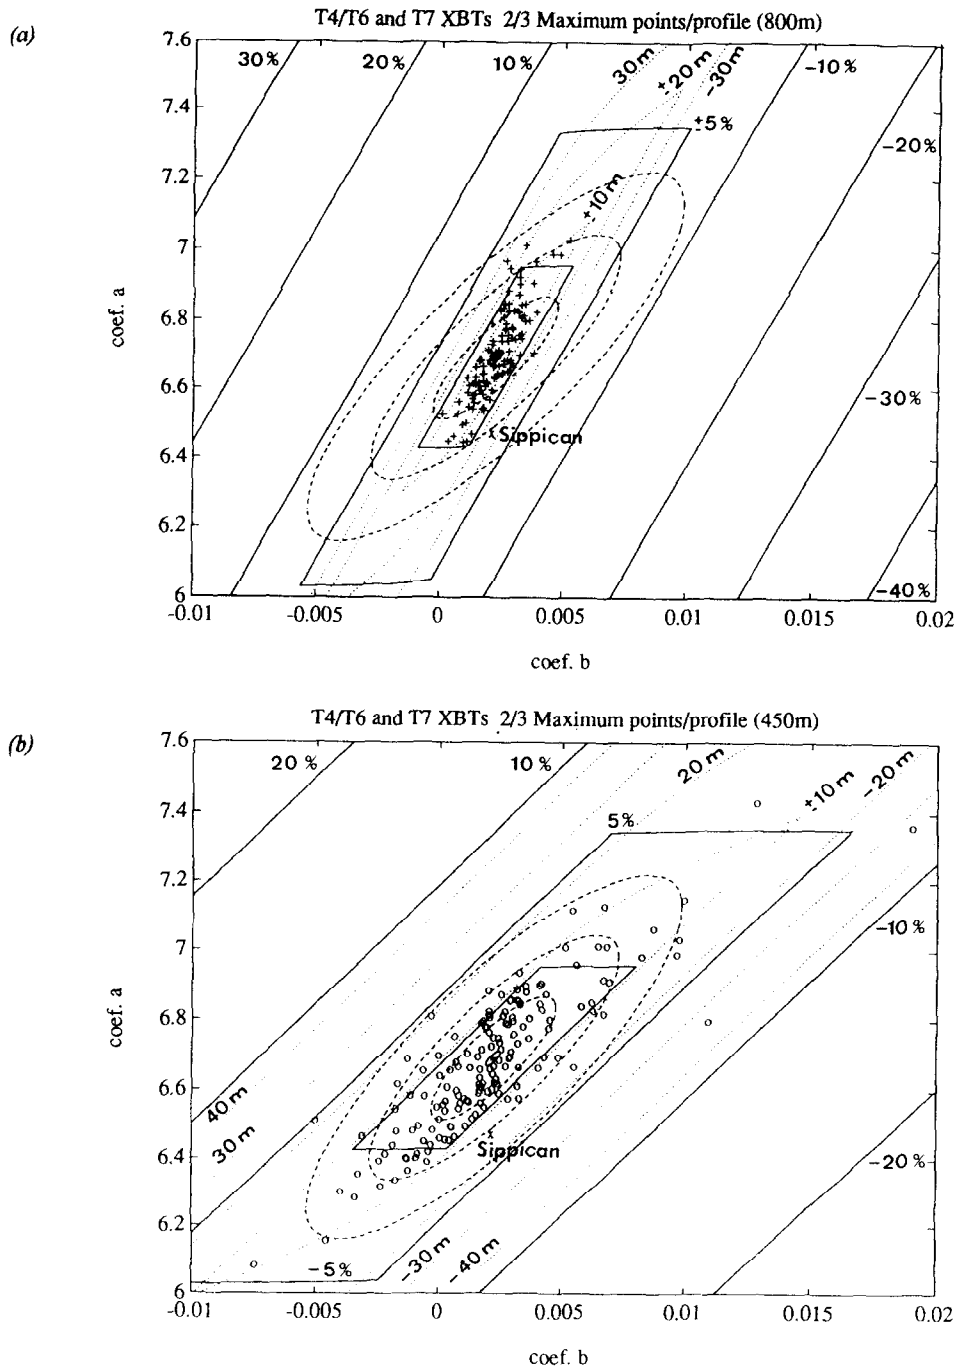 (a)
T4/T6 and T7 XBTs 2/3 Maximum points/profile (800m)
7.6
7.4
7.2
7
6.8
6.6
6.4
6.2
6
coef. a
30%
20%
10%
30m
±20m
-30m
-10%
±5%
-20%
±10m
Sippican
-30%
-40%
-0.01
-0.005
0
0.005
0.01
0.015
0.02
coef. b
(b)
T4/T6 and T7 XBTs 2/3 Maximum points/profile (450m)
7.6
7.4
7.2
7
6.8
6.6
6.4
6.2
6
coef. a
20%
10%
20m
±10m
-20m
5%
-10%
40m
30m
Sippican
-20%
-5%
-30m
-40m
-0.01
-0.005
0
0.005
0.01
0.015
0.02
coef. b